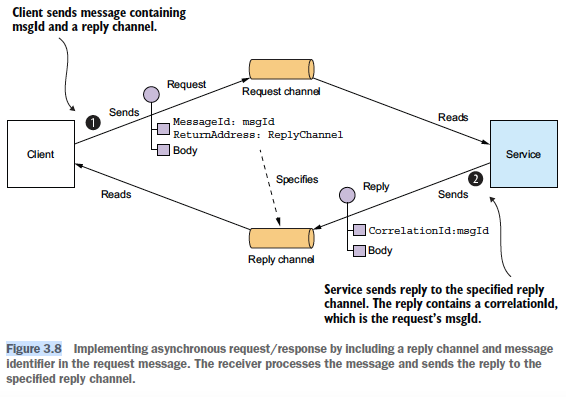 Client sends message containing
msgId and a reply channel.
Request
Request channel
1
Sends
MessageId: msgId
ReturnAddress: ReplyChannel
Body
Reads
Client
Service
Specifies
2
Reads
Reply
Sends
CorrelationId:msgId
Body
Reply channel
Service sends reply to the specified reply
channel. The reply contains a correlationId,
which is the request's msgId.
Figure 3.8 Implementing asynchronous request/response by including a reply channel and message
identifier in the request message. The receiver processes the message and sends the reply to the
specified reply channel.